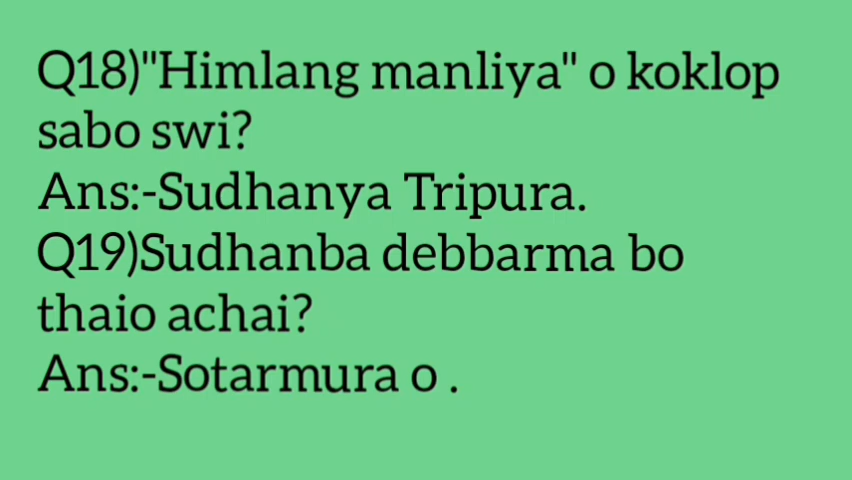 Q18)"Himlang manliya" o koklop
sabo swi?
Ans:-Sudhanya Tripura.
Q19)Sudhanba debbarma bo
thaio achai?
Ans:-Sotarmura o .